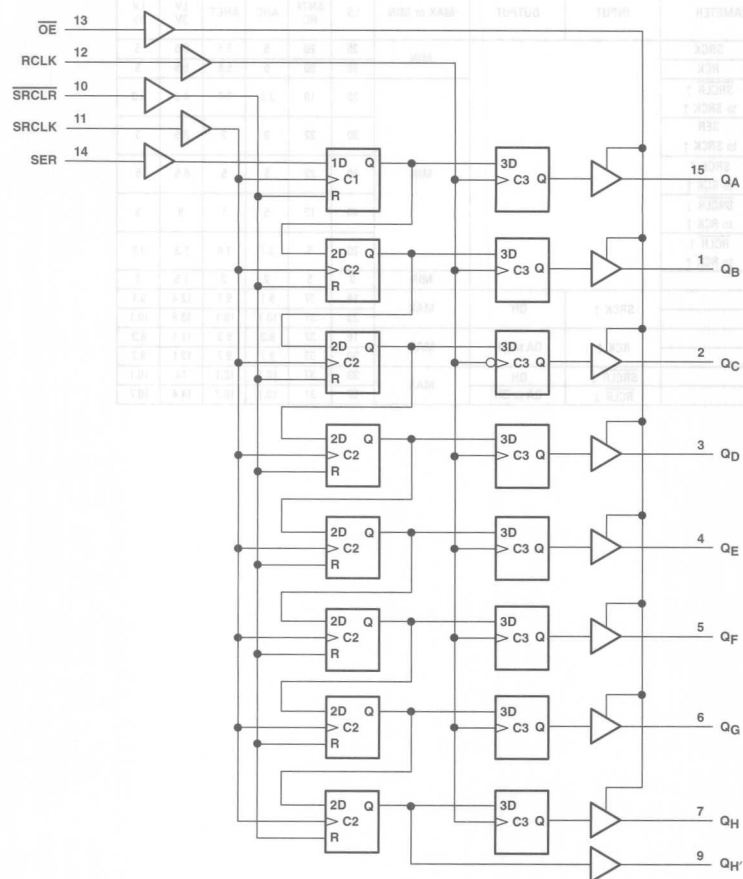 OE 13
RCLK 12
SRCLR 10
SRCLK 11
SER 14
1D Q 3D
C1 C3 Q 15 QA
R
2D Q 3D
C2 C3 Q 1 QB
R
2D Q 3D
C2 C3 Q 2 QC
R
2D Q 3D
C2 C3 Q 3 QD
R
2D Q 3D
C2 C3 Q 4 QE
R
2D Q 3D
C2 C3 Q 5 QF
R
2D Q 3D
C2 C3 Q 6 QG
R
2D Q 3D
C2 C3 Q 7 QH
R
9 QH'